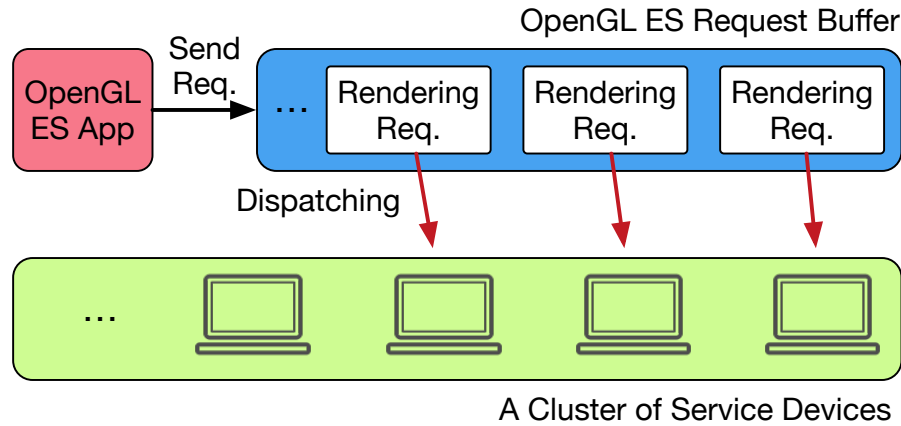 OpenGL ES Request Buffer
Send
Req.
OpenGL
ES App
...
Rendering
Req.
Rendering
Req.
Rendering
Req.
Dispatching
...
A Cluster of Service Devices